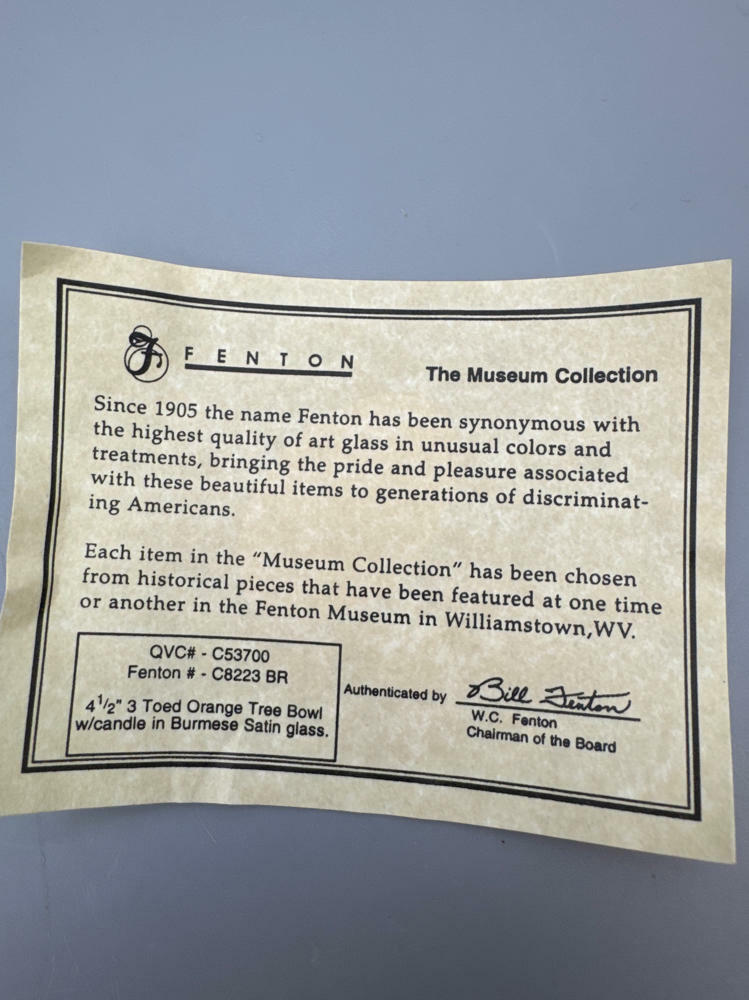 F FENTON
The Museum Collection
Since 1905 the name Fenton has been synonymous with
the highest quality of art glass in unusual colors and
treatments, bringing the pride and pleasure associated
with these beautiful items to generations of discriminat-
ing Americans.
Each item in the “Museum Collection” has been chosen
from historical pieces that have been featured at one time
or another in the Fenton Museum in Williamstown,WV.
QVC# - C53700
Fenton # - C8223 BR
4½" 3 Toed Orange Tree Bowl
w/candle in Burmese Satin glass.
Authenticated by Bill Fenton
W.C. Fenton
Chairman of the Board